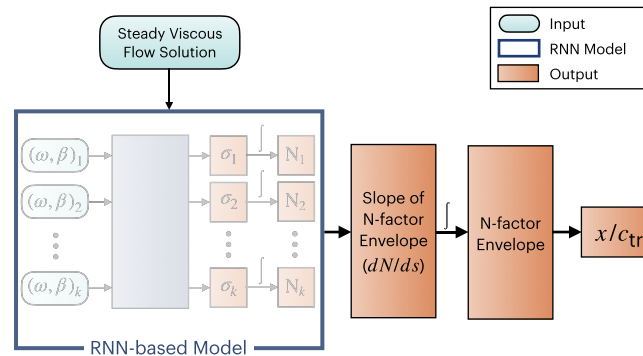 Steady Viscous
Flow Solution
Input
RNN Model
Output
(ω, β)₁
σ₁
∫
N₁
(ω, β)₂
σ₂
∫
N₂
(ω, β)ₖ
σₖ
∫
Nₖ
RNN-based Model
Slope of
N-factor
Envelope
(dN/ds)
∫
N-factor
Envelope
x/c_tr